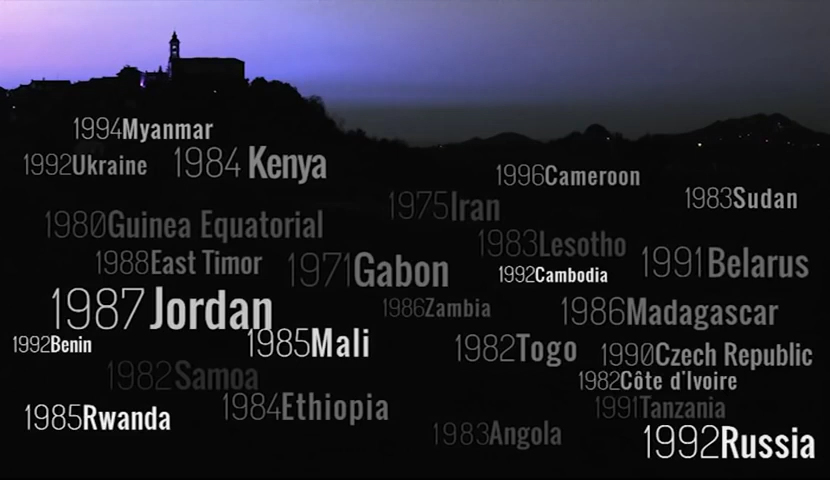 1994Myanmar
1992Ukraine
1984 Kenya
1996Cameroon
1983Sudan
1975Iran
1980Guinea Equatorial
1983Lesotho
1988East Timor
1971Gabon
1992Cambodia
1991Belarus
1987 Jordan
1986Zambia
1986Madagascar
1992Benin
1985Mali
1982Togo
1990Czech Republic
1982Samoa
1982Côte d'Ivoire
1985Rwanda
1984Ethiopia
1991Tanzania
1983Angola
1992Russia